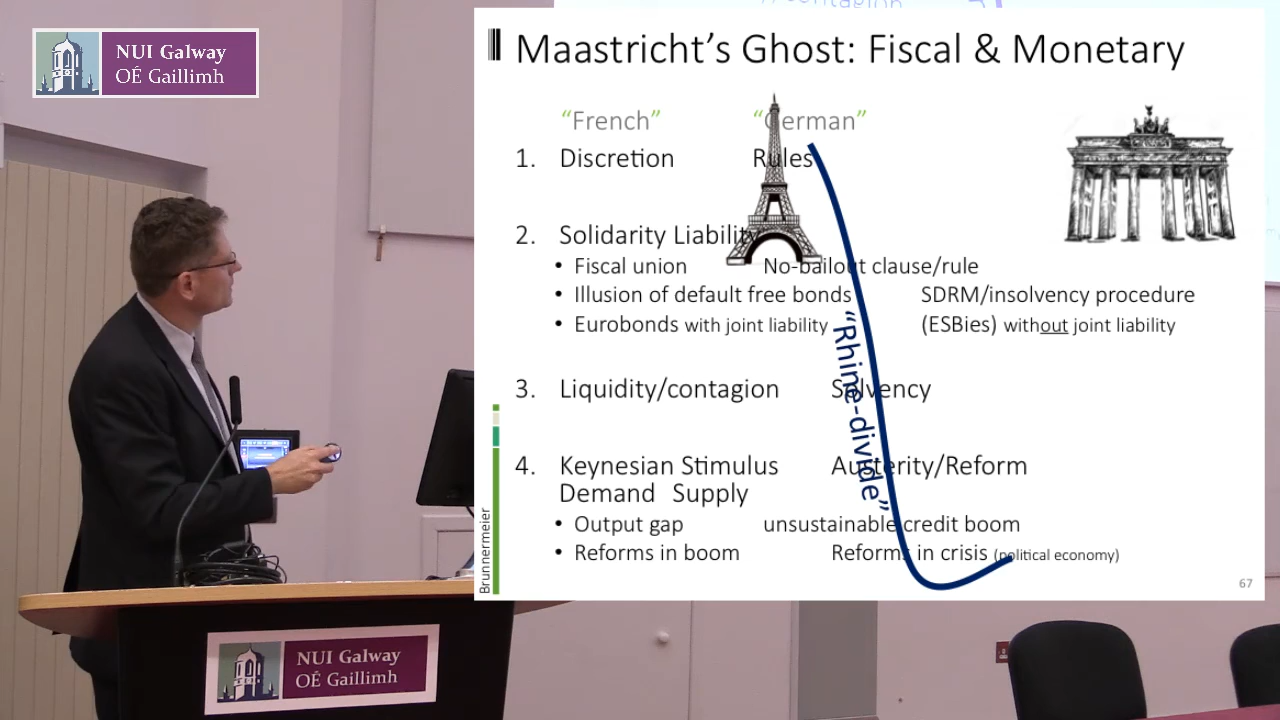 NUI Galway
OÉ Gaillimh
Maastricht's Ghost: Fiscal & Monetary
"French" "German"
1. Discretion Rules
2. Solidarity Liability
• Fiscal union No-bailout clause/rule
• Illusion of default free bonds SDRM/insolvency procedure
• Eurobonds with joint liability (ESBies) without joint liability
"Rhine-divide"
3. Liquidity/contagion Solvency
4. Keynesian Stimulus Austerity/Reform
Demand Supply
• Output gap unsustainable credit boom
• Reforms in boom Reforms in crisis (political economy)
Brunnermeier
67
NUI Galway
OÉ Gaillimh